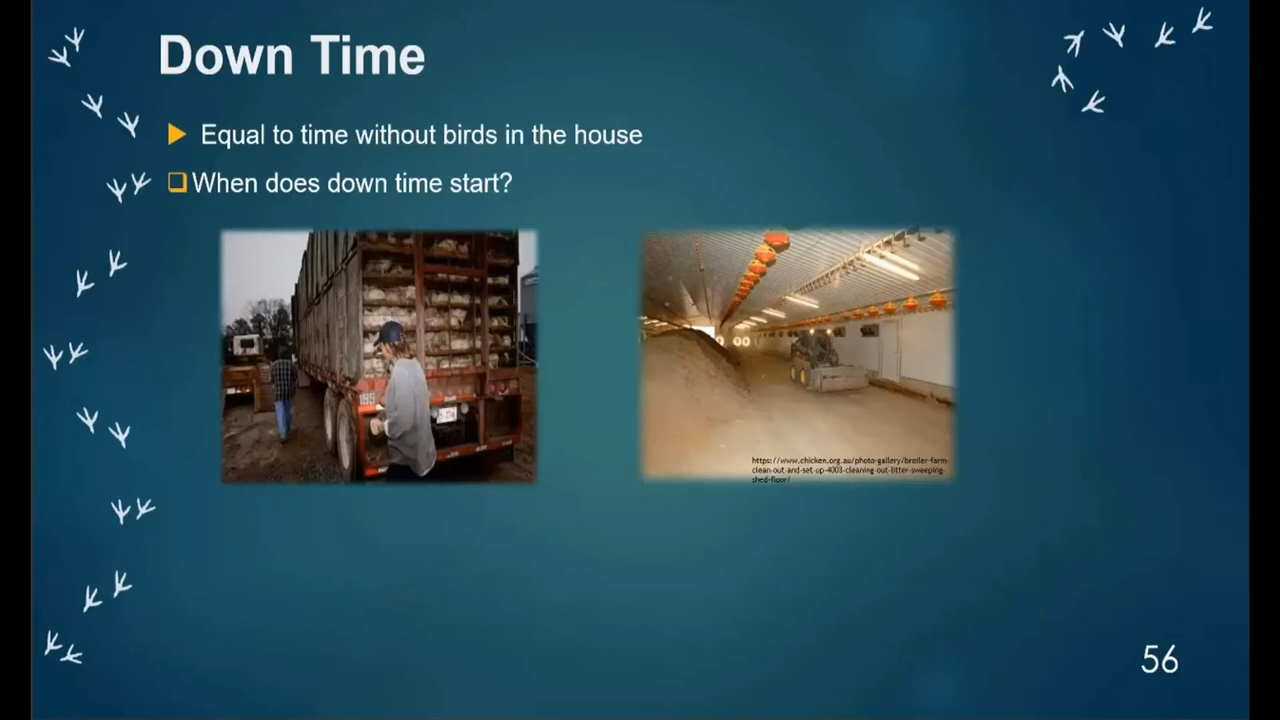 Down Time
Equal to time without birds in the house
When does down time start?
195
https://www.chicken.org.au/photo-gallery/broiler-farm-
clean-out-and-set-up-4003-cleaning-out-litter-sweeping-
shed-floor/
56